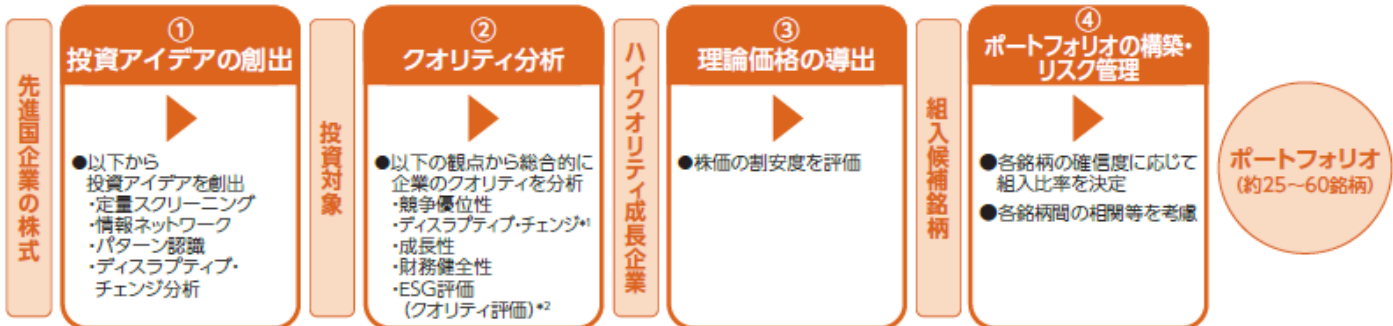 先進国企業の株式
①
投資アイデアの創出
●以下から
投資アイデアを創出
・定量スクリーニング
・情報ネットワーク
・パターン認識
・ディスラプティブ・
チェンジ分析
投資対象
②
クオリティ分析
●以下の観点から総合的に
企業のクオリティを分析
・競争優位性
・ディスラプティブ・チェンジ*1
・成長性
・財務健全性
・ESG評価
（クオリティ評価）*2
ハイクオリティ成長企業
③
理論価格の導出
●株価の割安度を評価
組入候補銘柄
④
ポートフォリオの構築・
リスク管理
●各銘柄の確信度に応じて
組入比率を決定
●各銘柄間の相関等を考慮
ポートフォリオ
（約25～60銘柄）